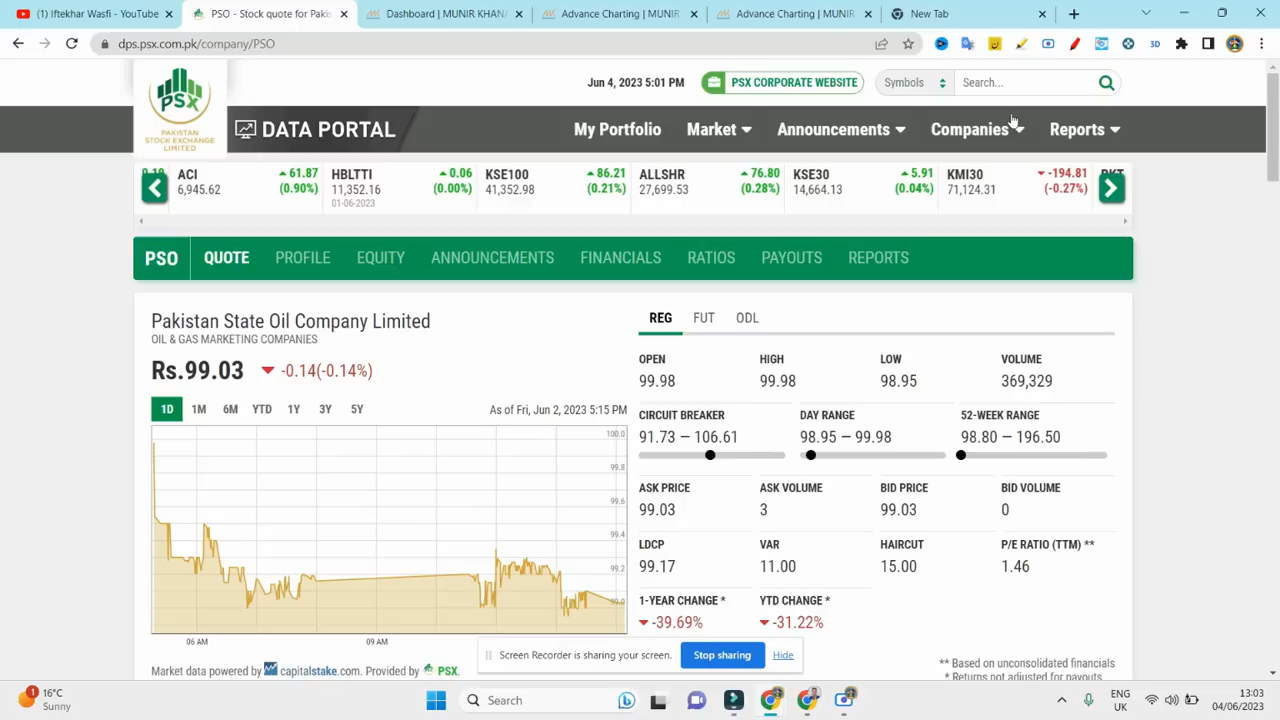 Iftekhar Wasfi - YouTube
PSO - Stock quote for Pakis
Dashboard | MUNIR KHAN
Advance Charting | MUNIR
Advance Charting | MUNIR
New Tab
dps.psx.com.pk/company/PSO
PSX
PAKISTAN
STOCK EXCHANGE
LIMITED
Jun 4, 2023 5:01 PM
PSX CORPORATE WEBSITE
Symbols
Search...
DATA PORTAL
My Portfolio
Market
Announcements
Companies
Reports
ACI
6,945.62
61.87
(0.90%)
HBLTTI
11,352.16
01-06-2023
0.06
(0.00%)
KSE100
41,352.98
86.21
(0.21%)
ALLSHR
27,699.53
76.80
(0.28%)
KSE30
14,664.13
5.91
(0.04%)
KMI30
71,124.31
-194.81
(-0.27%)
PSO
QUOTE
PROFILE
EQUITY
ANNOUNCEMENTS
FINANCIALS
RATIOS
PAYOUTS
REPORTS
Pakistan State Oil Company Limited
OIL & GAS MARKETING COMPANIES
Rs.99.03 -0.14(-0.14%)
1D 1M 6M YTD 1Y 3Y 5Y
As of Fri, Jun 2, 2023 5:15 PM
100.0
99.8
99.6
99.4
99.2
99.0
06 AM
09 AM
Market data powered by capitalstake.com. Provided by PSX.
REG FUT ODL
OPEN HIGH LOW VOLUME
99.98 99.98 98.95 369,329
CIRCUIT BREAKER DAY RANGE 52-WEEK RANGE
91.73 — 106.61 98.95 — 99.98 98.80 — 196.50
ASK PRICE ASK VOLUME BID PRICE BID VOLUME
99.03 3 99.03 0
LDCP VAR HAIRCUT P/E RATIO (TTM) **
99.17 11.00 15.00 1.46
1-YEAR CHANGE * YTD CHANGE *
-39.69% -31.22%
** Based on unconsolidated financials
* Returns not adjusted for payouts
Screen Recorder is sharing your screen.
Stop sharing
Hide
1
16°C
Sunny
Search
ENG
UK
13:03
04/06/2023